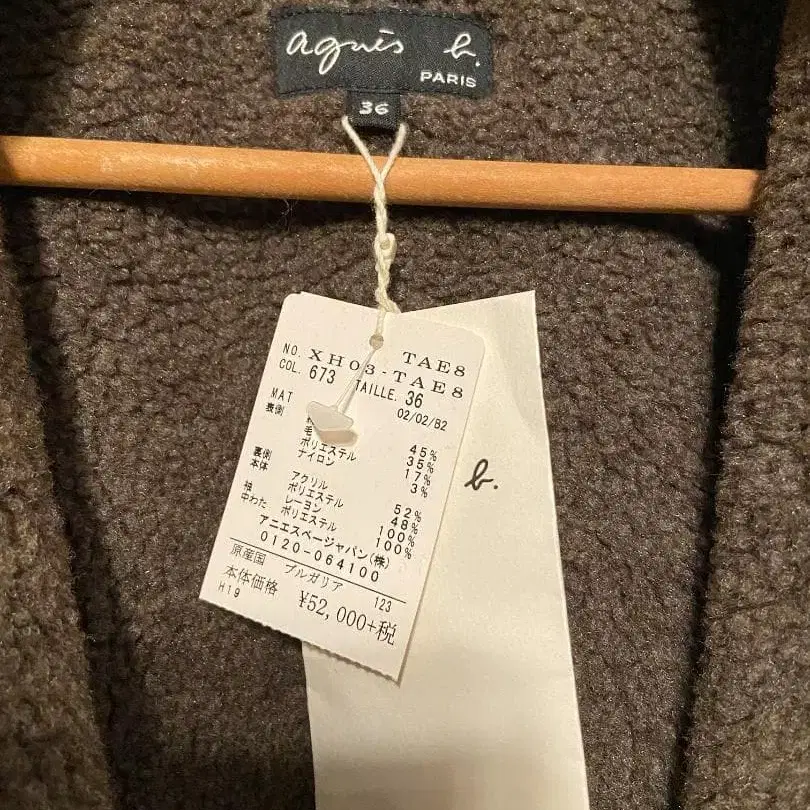 agnès b.
PARIS
36
NO. TAE8
XH03-TAE8
COL. 673 TAILLE. 36
MAT 02/02/B2
表側
毛 45%
ポリエステル 35%
ナイロン 17%
3%
裏側
本体 アクリル 52%
ポリエステル 48%
袖 レーヨン 100%
中わた ポリエステル 100%
アニエスベージャパン(株)
0120-064100
原産国 ブルガリア 123
本体価格 ¥52,000+税
H19
b.